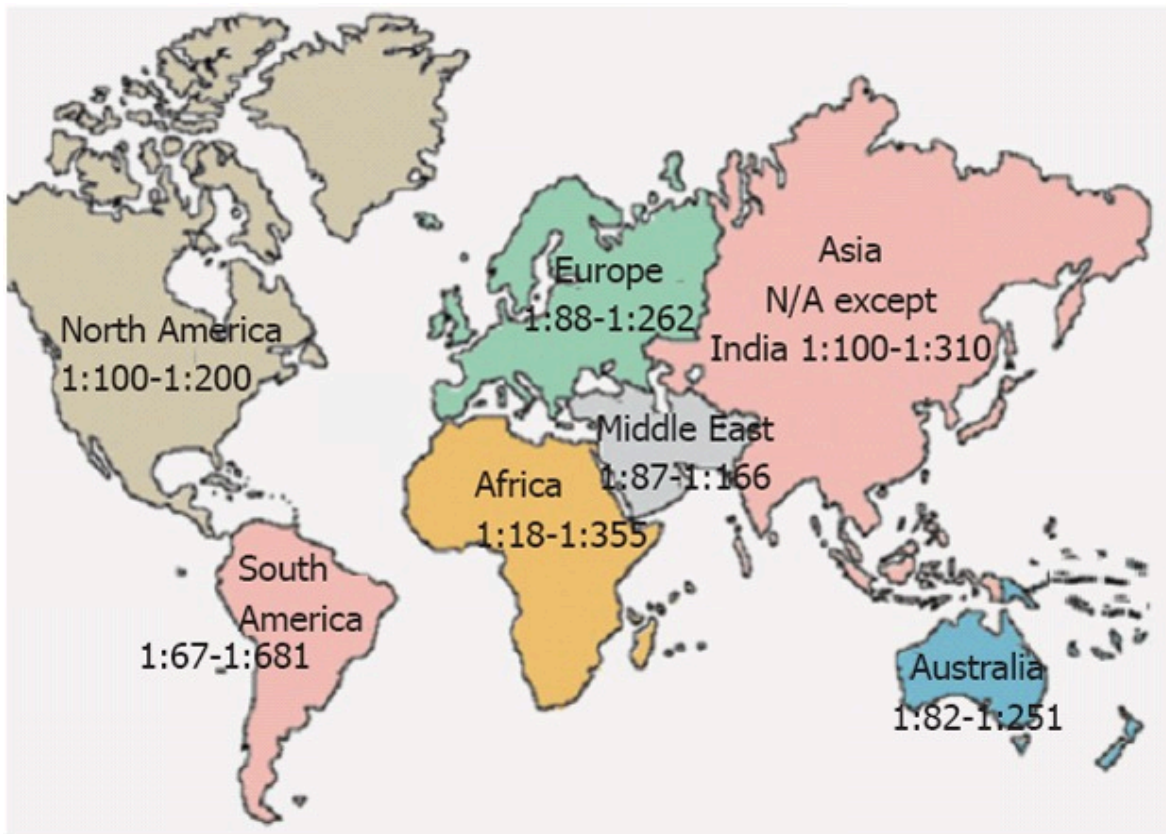 North America
1:100-1:200
Europe
1:88-1:262
Asia
N/A except
India 1:100-1:310
Middle East
1:87-1:166
Africa
1:18-1:355
South
America
1:67-1:681
Australia
1:82-1:251